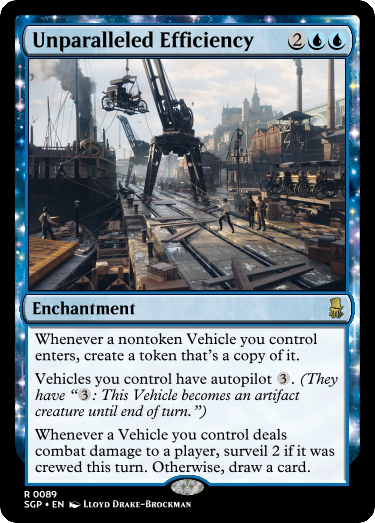 Unparalleled Efficiency 2
Enchantment
Whenever a nontoken Vehicle you control
enters, create a token that's a copy of it.
Vehicles you control have autopilot 3. (They
have “3: This Vehicle becomes an artifact
creature until end of turn.”)
Whenever a Vehicle you control deals
combat damage to a player, surveil 2 if it was
crewed this turn. Otherwise, draw a card.
R 0089
SGP • EN Lloyd Drake-Brockman